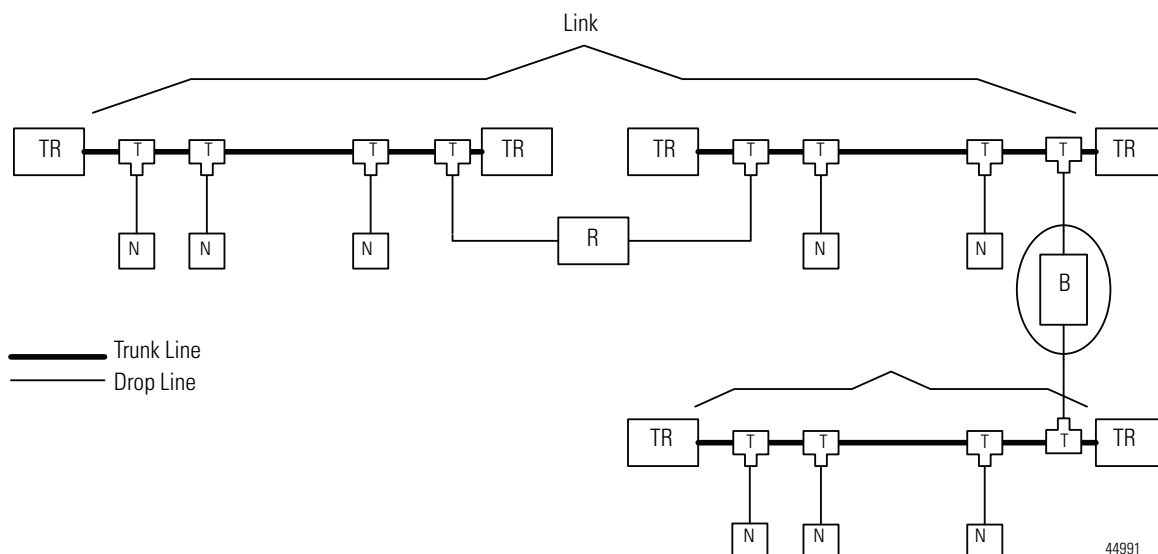 Link
TR T T T T TR TR T T T T TR
N N N R N N
B
Trunk Line
Drop Line
TR T T T T TR
N N N
44991